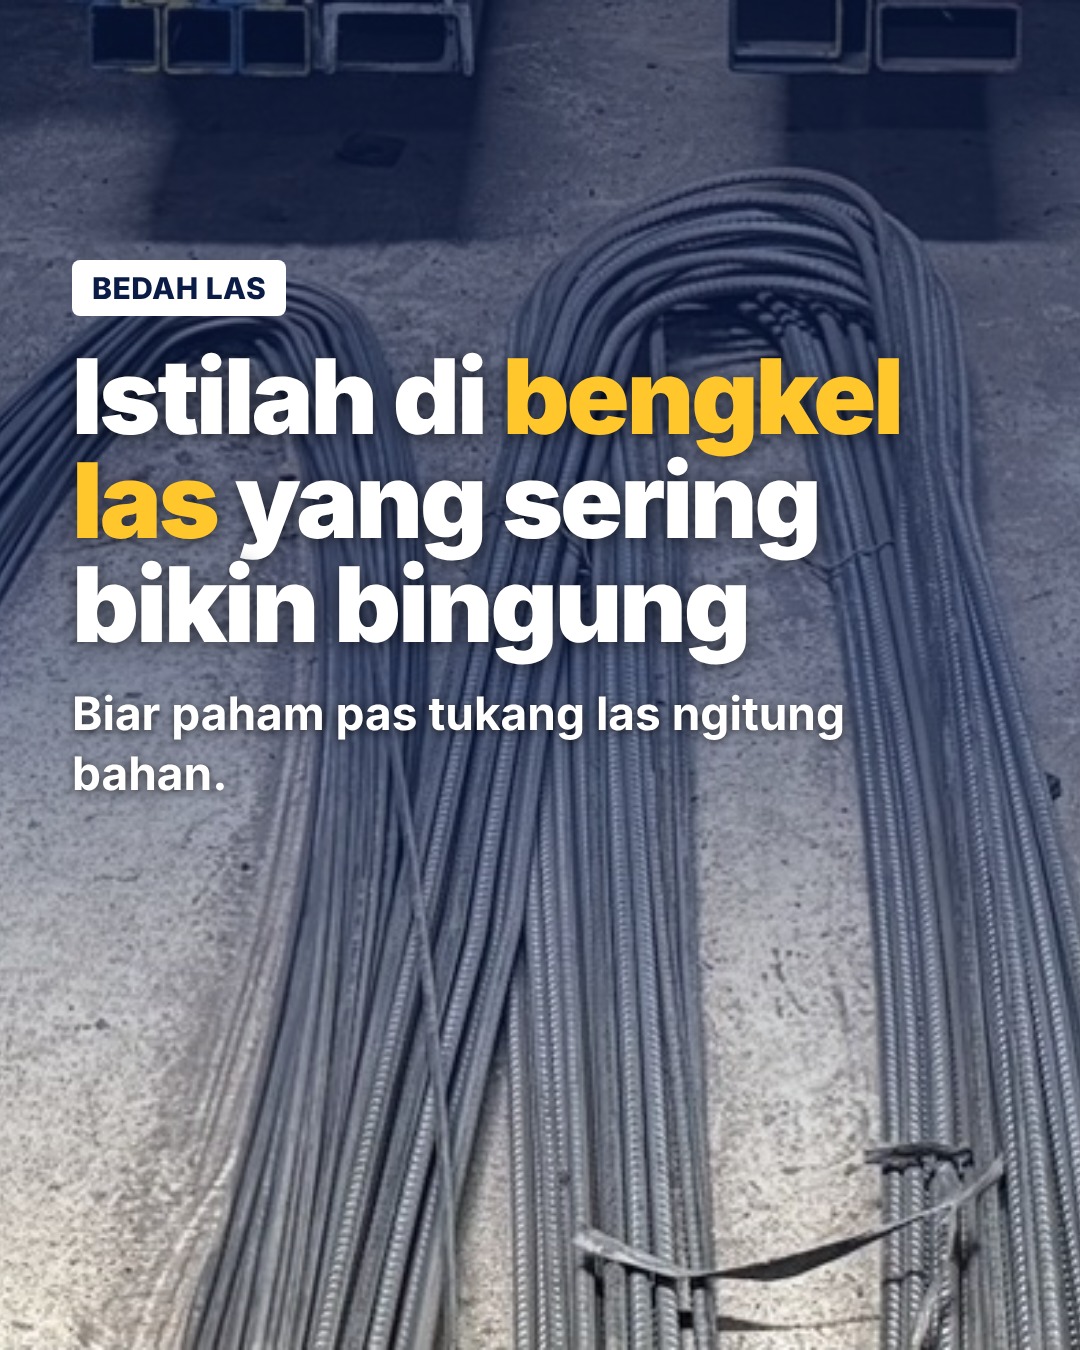 BEDAH LAS
Istilah di bengkel
las yang sering
bikin bingung
Biar paham pas tukang las ngitung
bahan.